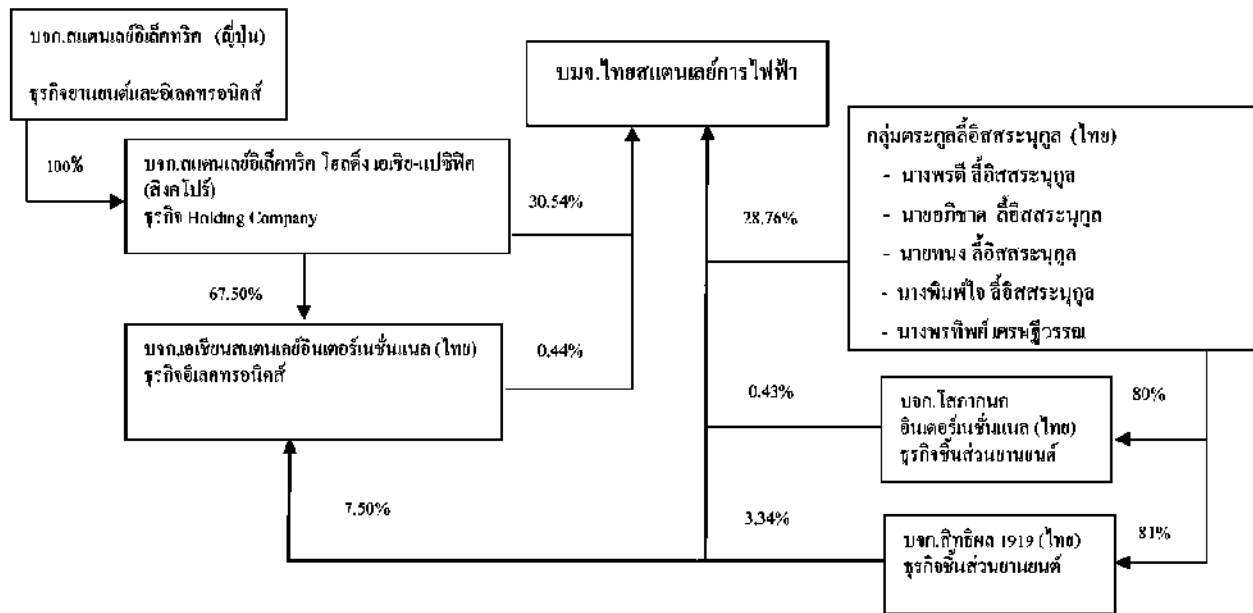 บจก.สแตนเลย์อิเล็คทริค (ญี่ปุ่น)
ธุรกิจยานยนต์และอิเลคทรอนิคส์
100%
บมจ.ไทยสแตนเลย์การไฟฟ้า
บจก.สแตนเลย์อิเล็คทริค โฮลดิ้ง เอเชีย-แปซิฟิค
(สิงคโปร์)
ธุรกิจ Holding Company
30.54%
67.50%
บจก.เอเชียนสแตนเลย์อินเตอร์เนชั่นแนล (ไทย)
ธุรกิจอิเลคทรอนิคส์
0.44%
28.76%
กลุ่มตระกูลลี้อิสสระนุกูล (ไทย)
- นางพรดี ลี้อิสสระนุกูล
- นายอภิชาต ลี้อิสสระนุกูล
- นายทนง ลี้อิสสระนุกูล
- นางพิมพ์ใจ ลี้อิสสระนุกูล
- นางพรทิพย์ เศรษฐีวรรณ
0.43%
บจก.โสภากนก
อินเตอร์เนชั่นแนล (ไทย)
ธุรกิจชิ้นส่วนยานยนต์
80%
7.50%
3.34%
บจก.สิทธิผล 1919 (ไทย)
ธุรกิจชิ้นส่วนยานยนต์
81%